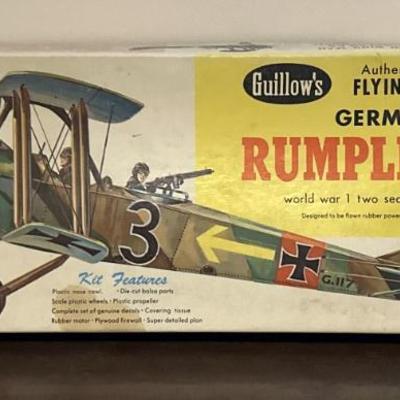 Guillow's
Authe
FLYIN
GERM
RUMPL
world war 1 two sea
Designed to be flown rubber powe
3
G.117
Kit Features
Plastic nose cowl. • Die-cut balsa parts
Scale plastic wheels • Plastic propeller
Complete set of genuine decals • Covering tissue
Rubber motor • Plywood firewall • Super detailed plan